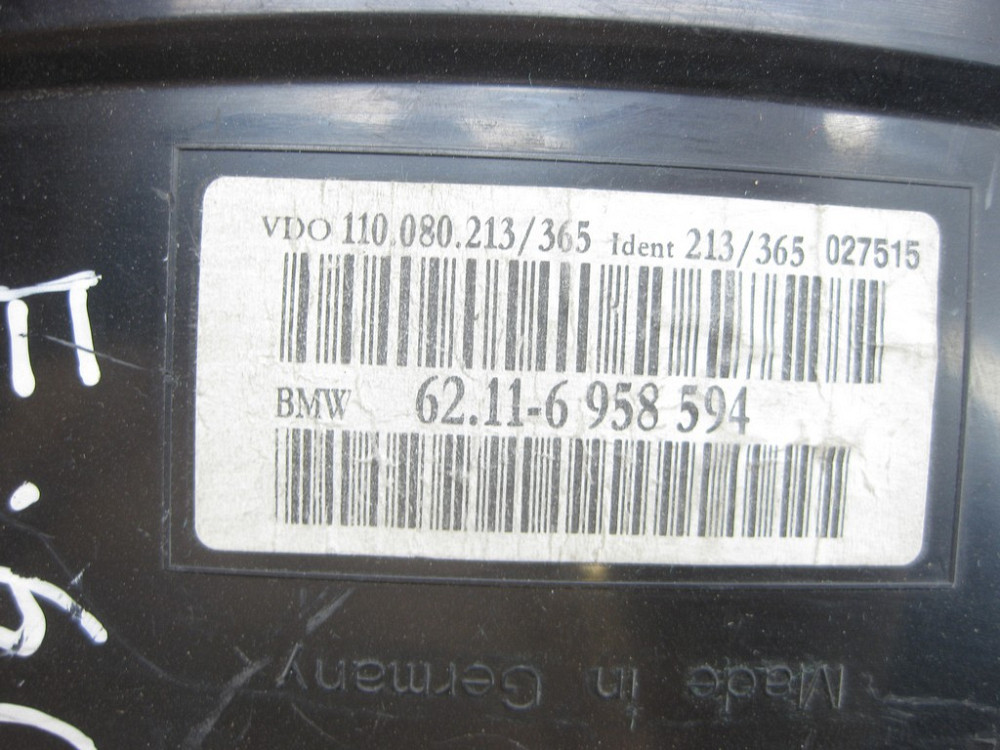 VDO 110.080.213/365 Ident 213/365 027515
BMW 62.11-6 958 594
Made in Germany